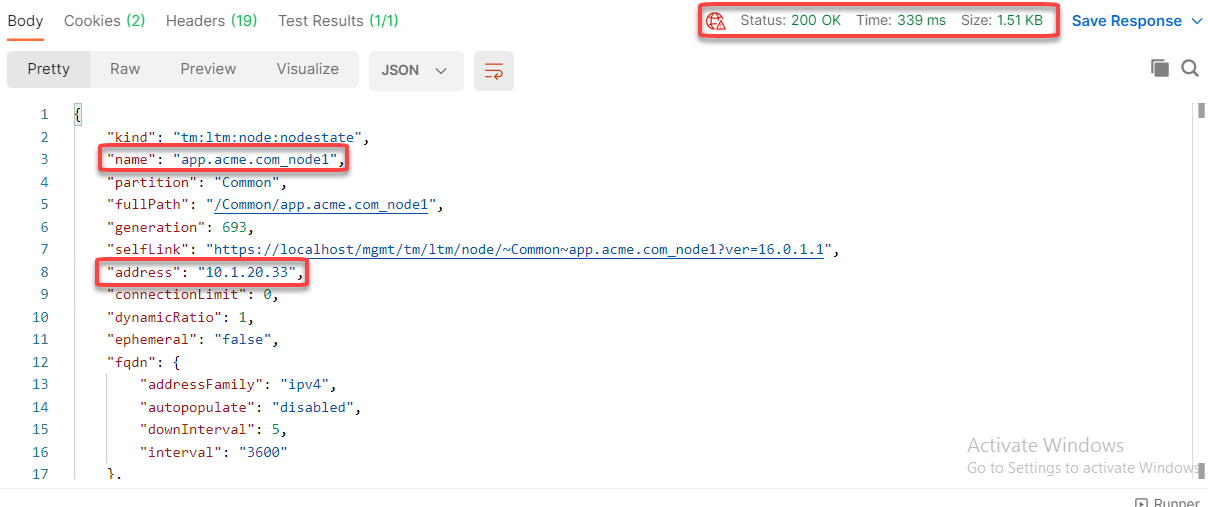 Body Cookies (2) Headers (19) Test Results (1/1) Status: 200 OK Time: 339 ms Size: 1.51 KB Save Response
Pretty Raw Preview Visualize JSON
1 {
2 "kind": "tm:ltm:node:nodestate",
3 "name": "app.acme.com_node1",
4 "partition": "Common",
5 "fullPath": "/Common/app.acme.com_node1",
6 "generation": 693,
7 "selfLink": "https://localhost/mgmt/tm/ltm/node/~Common~app.acme.com_node1?ver=16.0.1.1",
8 "address": "10.1.20.33",
9 "connectionLimit": 0,
10 "dynamicRatio": 1,
11 "ephemeral": "false",
12 "fqdn": {
13 "addressFamily": "ipv4",
14 "autopopulate": "disabled",
15 "downInterval": 5,
16 "interval": "3600"
17 },
Activate Windows
Go to Settings to activate Windows.
Runner